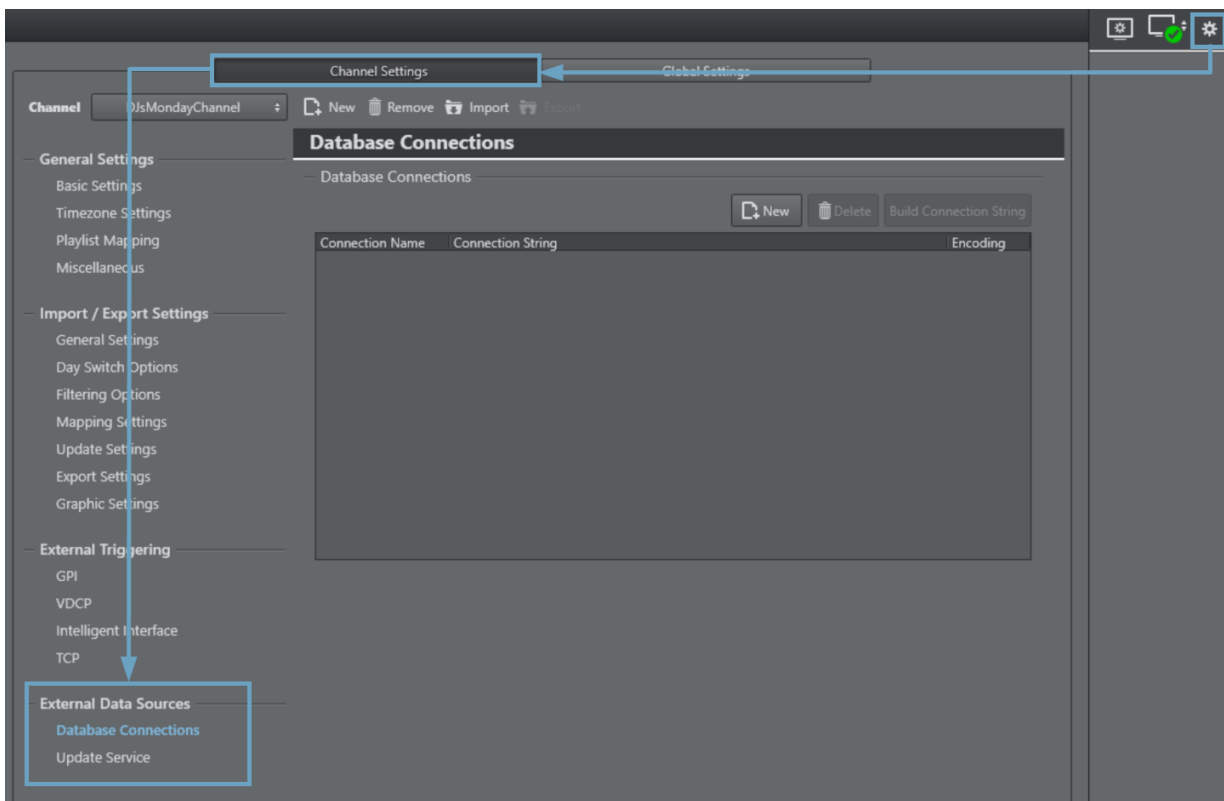 Channel Settings
Global Settings
Channel
DJsMondayChannel
New
Remove
Import
Export
Database Connections
General Settings
Basic Settings
Timezone Settings
Playlist Mapping
Miscellaneous
Import / Export Settings
General Settings
Day Switch Options
Filtering Options
Mapping Settings
Update Settings
Export Settings
Graphic Settings
External Triggering
GPI
VDCP
Intelligent Interface
TCP
External Data Sources
Database Connections
Update Service
Database Connections
New
Delete
Build Connection String
Connection Name
Connection String
Encoding